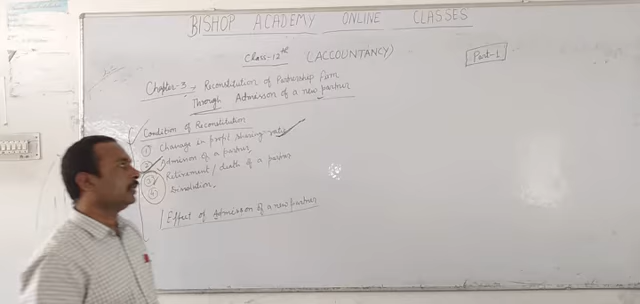 BISHOP ACADEMY ONLINE CLASSES
Class-12th (ACCOUNTANCY)
Part-1
Chapter-3 → Reconstitution of Partnership firm
Through Admission of a new partner
Condition of Reconstitution
① Change in profit sharing ratio
② Admission of a partner
③ Retirement / death of a partner
④
Effect of Admission of a new partner